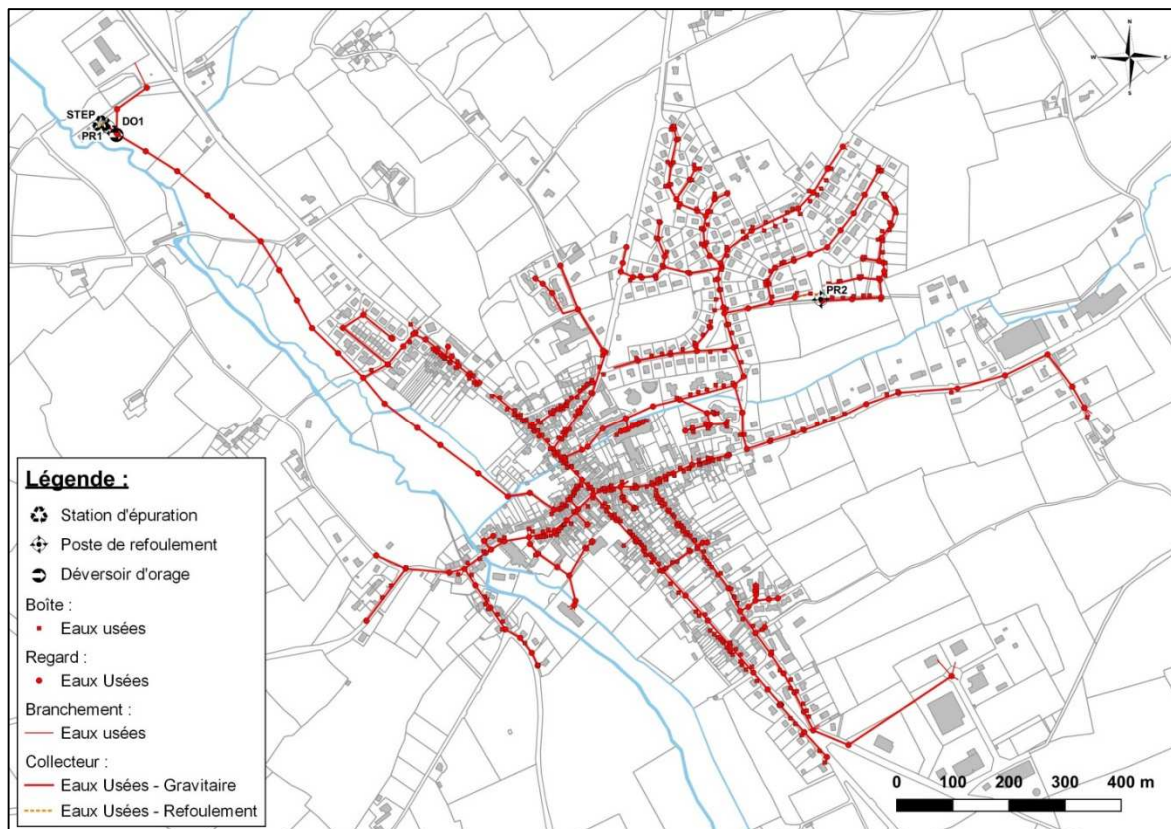 N
W
E
S
STEP
DO1
PR1
PR2
Légende :
Station d'épuration
Poste de refoulement
Déversoir d'orage
Boîte :
Eaux usées
Regard :
Eaux Usées
Branchement :
Eaux usées
Collecteur :
Eaux Usées - Gravitaire
Eaux Usées - Refoulement
0 100 200 300 400 m